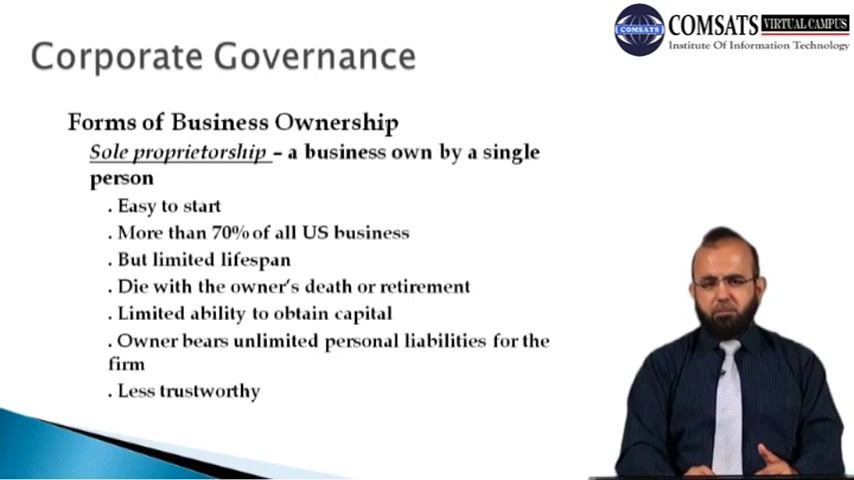 Corporate Governance
COMSATS VIRTUAL CAMPUS
COMSATS
Institute Of Information Technology
Forms of Business Ownership
Sole proprietorship – a business own by a single
person
. Easy to start
. More than 70% of all US business
. But limited lifespan
. Die with the owner's death or retirement
. Limited ability to obtain capital
. Owner bears unlimited personal liabilities for the
firm
. Less trustworthy